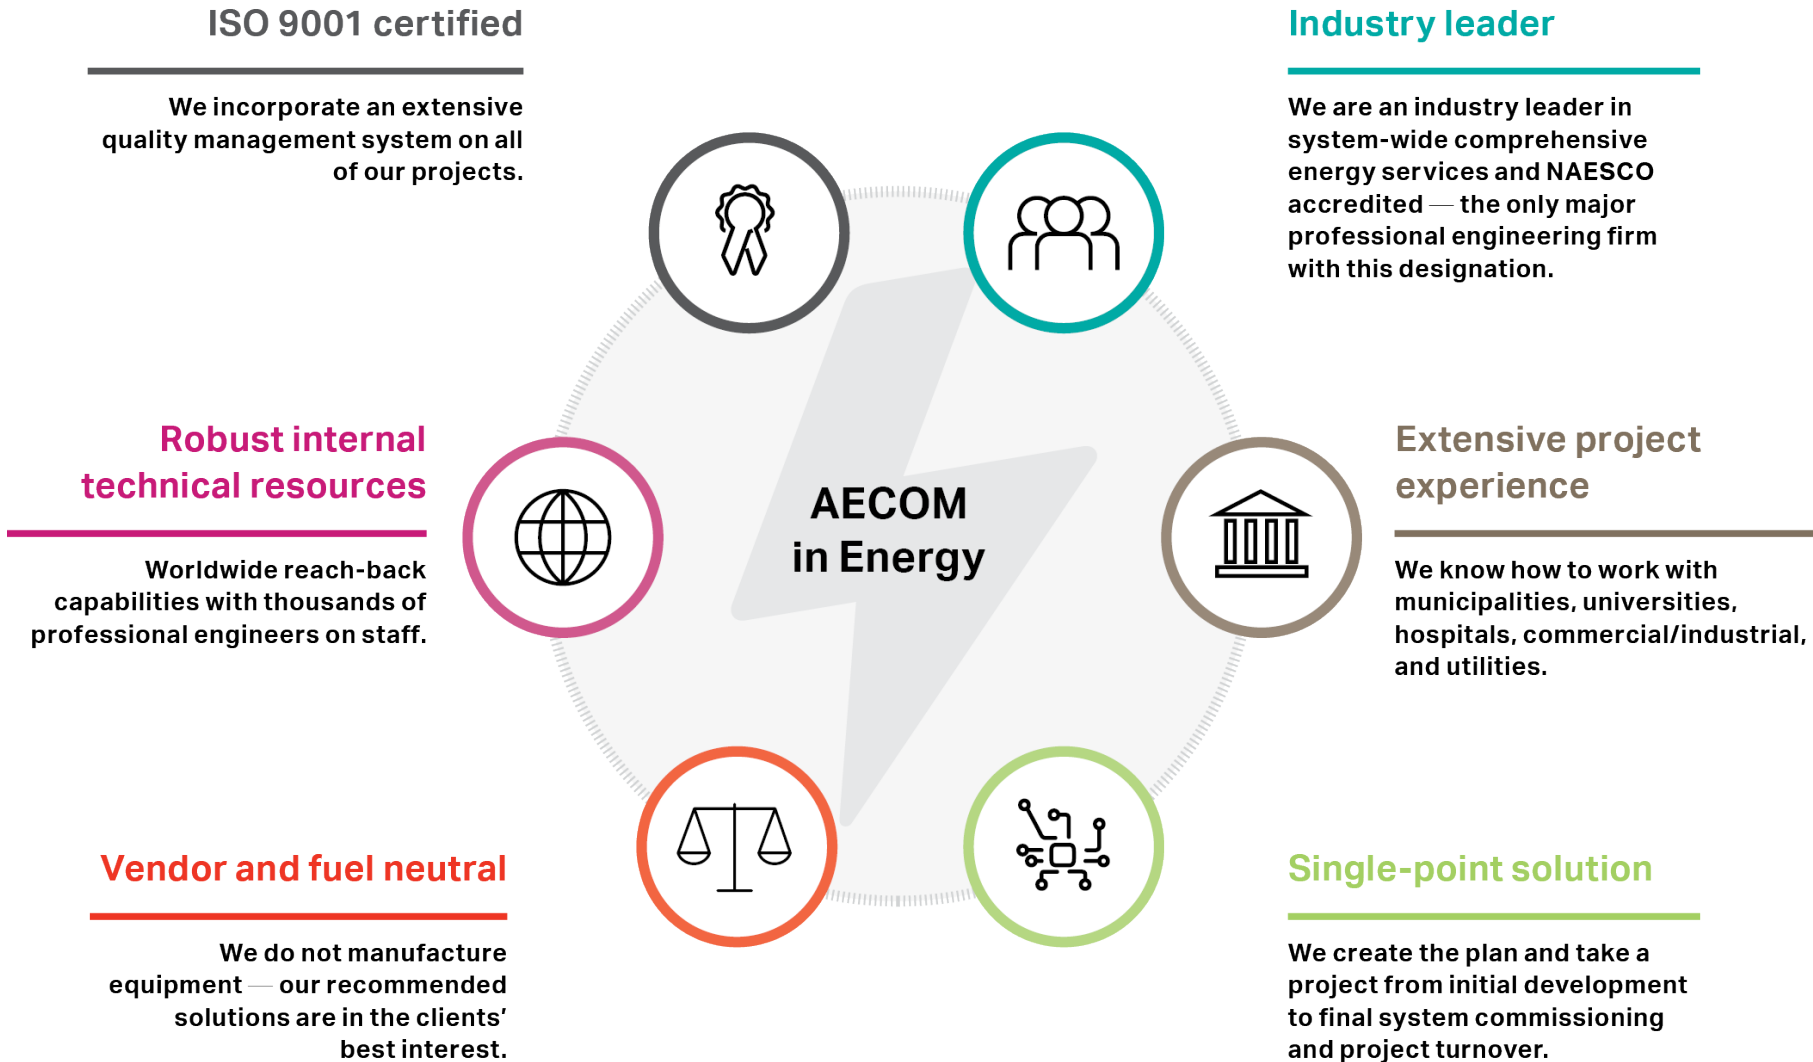 ISO 9001 certified
We incorporate an extensive
quality management system on all
of our projects.
Industry leader
We are an industry leader in
system-wide comprehensive
energy services and NAESCO
accredited — the only major
professional engineering firm
with this designation.
Robust internal
technical resources
Worldwide reach-back
capabilities with thousands of
professional engineers on staff.
AECOM
in Energy
Extensive project
experience
We know how to work with
municipalities, universities,
hospitals, commercial/industrial,
and utilities.
Vendor and fuel neutral
We do not manufacture
equipment — our recommended
solutions are in the clients’
best interest.
Single-point solution
We create the plan and take a
project from initial development
to final system commissioning
and project turnover.